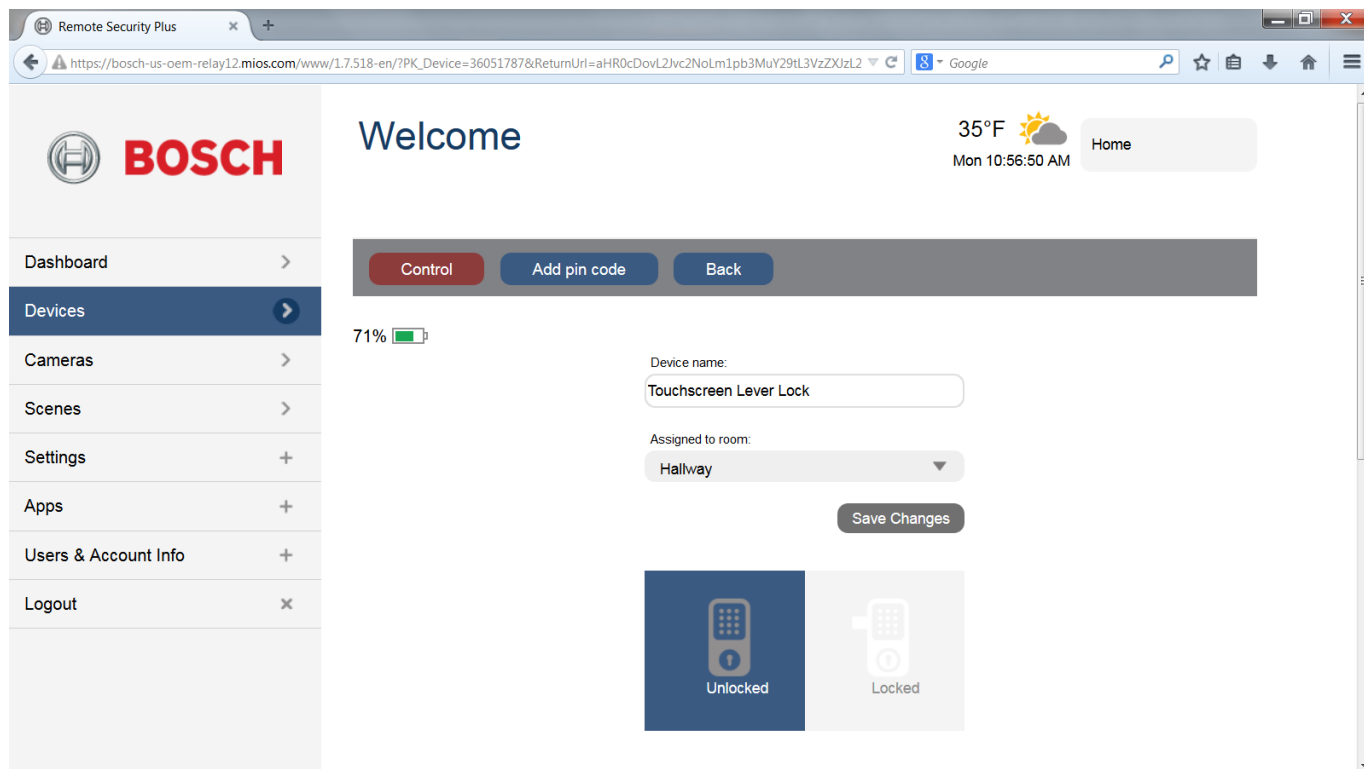 Remote Security Plus
https://bosch-us-oem-relay12.mios.com/www/1.7.518-en/?PK_Device=36051787&ReturnUrl=aHR0cDovL2Jvc2NoLm1pb3MuY29tL3VzZXJzL2
Google
BOSCH
Welcome
35°F
Mon 10:56:50 AM
Home
Dashboard
Devices
Cameras
Scenes
Settings
Apps
Users & Account Info
Logout
Control Add pin code Back
71%
Device name:
Touchscreen Lever Lock
Assigned to room:
Hallway
Save Changes
Unlocked Locked